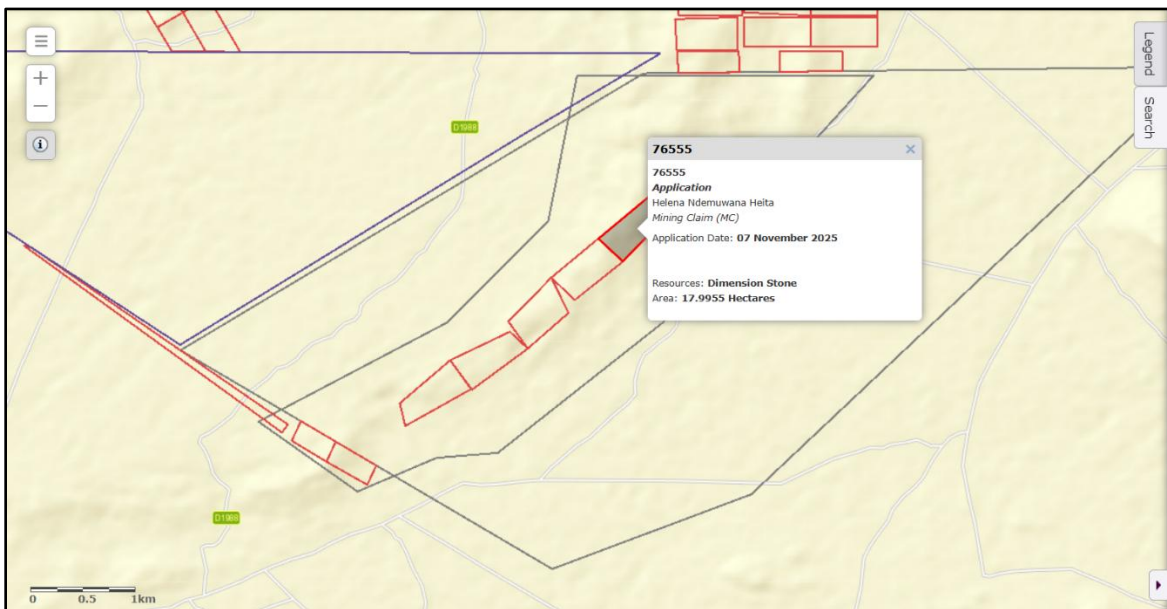 Legend
Search
D1988
76555
76555
Application
Helena Ndemuwana Heita
Mining Claim (MC)
Application Date: 07 November 2025
Resources: Dimension Stone
Area: 17.9955 Hectares
D1988
0 0.5 1km